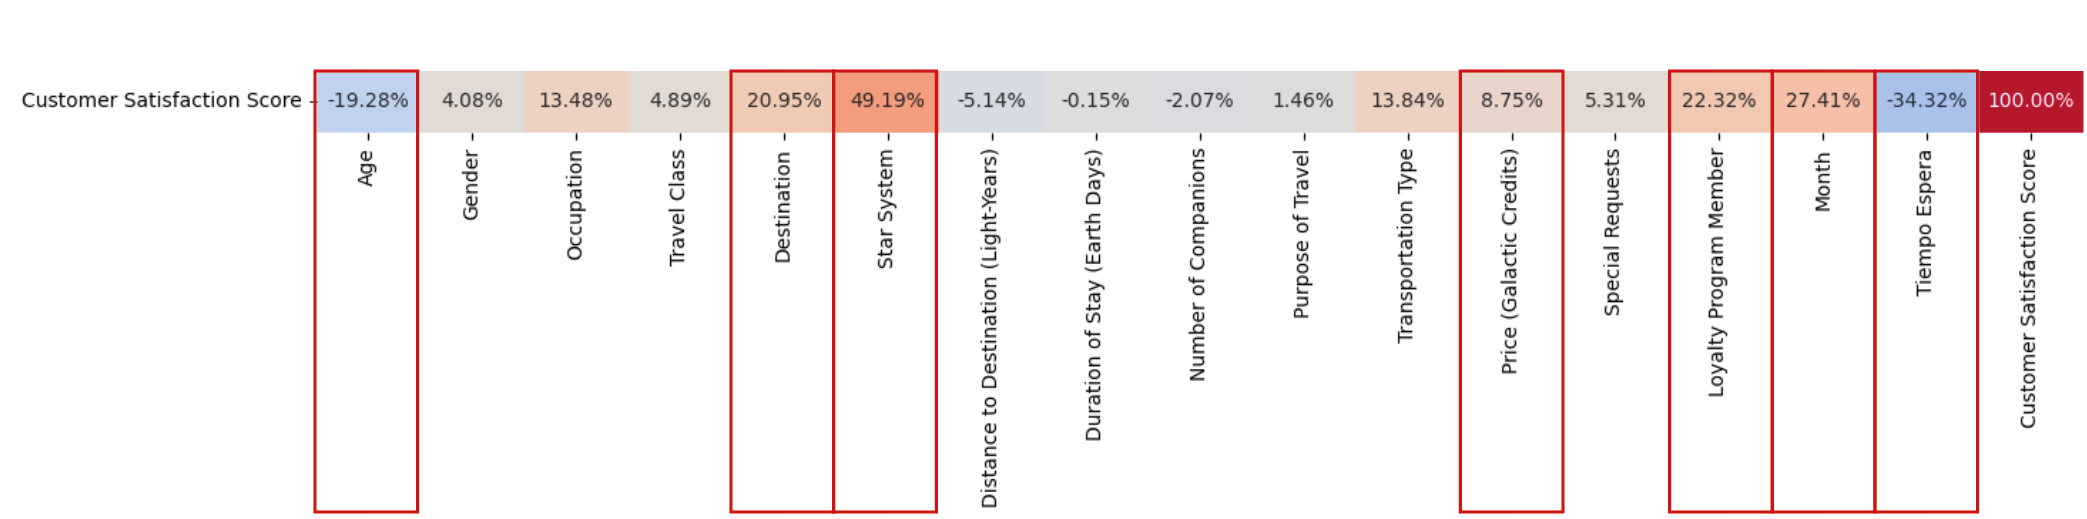 Customer Satisfaction Score
-19.28% 4.08% 13.48% 4.89% 20.95% 49.19% -5.14% -0.15% -2.07% 1.46% 13.84% 8.75% 5.31% 22.32% 27.41% -34.32% 100.00%
Age
Gender
Occupation
Travel Class
Destination
Star System
Distance to Destination (Light-Years)
Duration of Stay (Earth Days)
Number of Companions
Purpose of Travel
Transportation Type
Price (Galactic Credits)
Special Requests
Loyalty Program Member
Month
Tiempo Espera
Customer Satisfaction Score